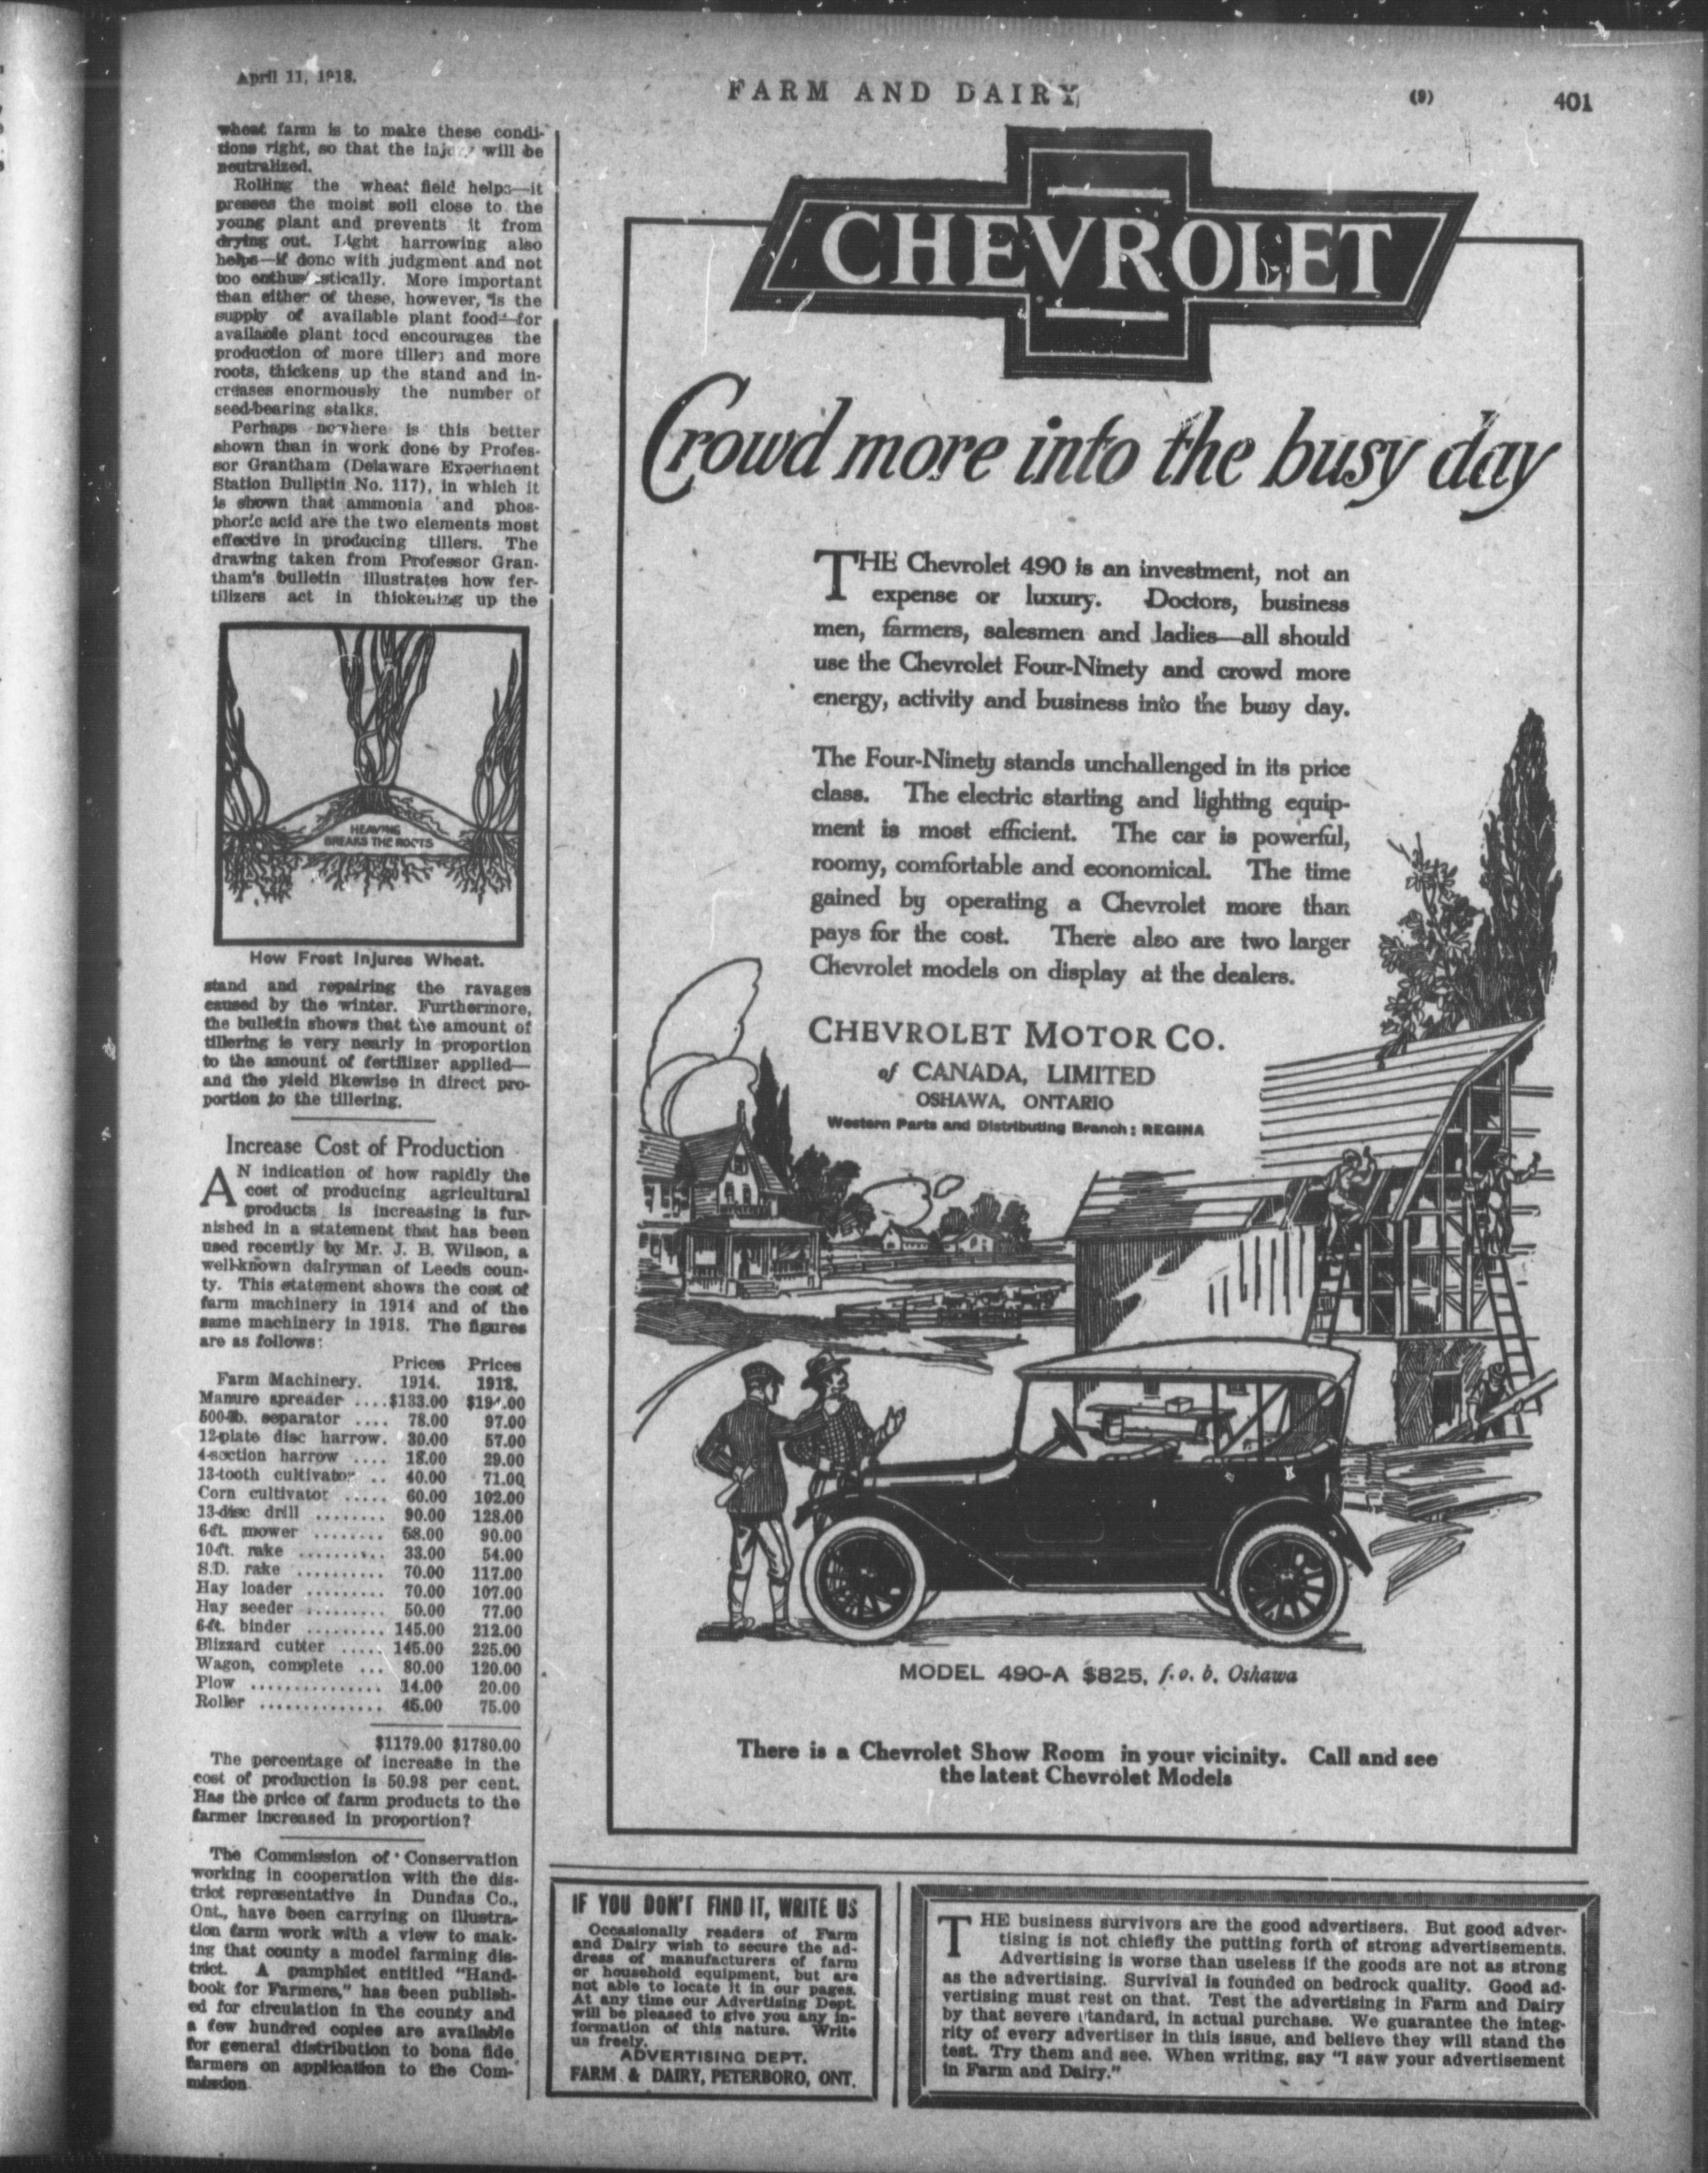 April 11, 1918.
FARM AND DAIRY
(9)
401
wheat farm is to make these condi-
tions right, so that the will be
neutralized.
Rolling the wheat field helps—it
presses the moist soil close to the
young plant and prevents it from
drying out. Light harrowing also
helps—if done with judgment and not
too. More important
than either of these, however, is the
supply of available plant food—for
available plant food encourages the
production of more tillers and more
roots, thickens up the stand and in-
creases enormously the number of
seed-bearing stalks.
Perhaps nowhere is this better
shown than in work done by Profes-
sor Grantham (Delaware Experiment
Station Bulletin No. 117), in which it
is shown that ammonia and phos-
phoric acid are the two elements most
effective in producing tillers. The
drawing taken from Professor Gran-
tham's bulletin illustrates how fer-
tilizers act in thickening up the
HEAVING
BREAKS THE ROOTS
How Frost Injures Wheat.
stand and repairing the ravages
caused by the winter. Furthermore,
the bulletin shows that the amount of
tillering is very nearly in proportion
to the amount of fertilizer applied—
and the yield likewise in direct pro-
portion to the tillering.
Increase Cost of Production
AN indication of how rapidly the
cost of producing agricultural
products is increasing is fur-
nished in a statement that has been
used recently by Mr. J. B. Wilson, a
well-known dairyman of Leeds coun-
ty. This statement shows the cost of
farm machinery in 1914 and of the
same machinery in 1918. The figures
are as follows:
Prices Prices
Farm Machinery. 1914. 1918.
Manure spreader ....$133.00
500-lb. separator .... 78.00 97.00
12-plate disc harrow. 30.00 57.00
4-section harrow .... 18.00 29.00
13-tooth cultivator .. 40.00 71.00
Corn cultivator ..... 60.00 102.00
13-disc drill ........ 90.00 128.00
6-ft. mower ........ 58.00 90.00
10-ft. rake .......... 33.00 54.00
S.D. rake .......... 70.00 117.00
Hay loader ......... 70.00 107.00
Hay seeder ......... 50.00 77.00
6-ft. binder ......... 145.00 212.00
Blizzard cutter ..... 145.00 225.00
Wagon, complete ... 80.00 120.00
Plow ............... 14.00 20.00
Roller .............. 45.00 75.00
$1179.00 $1780.00
The percentage of increase in the
cost of production is 50.98 per cent.
Has the price of farm products to the
farmer increased in proportion?
The Commission of Conservation
working in cooperation with the dis-
trict representative in Dundas Co.,
Ont., have been carrying on illustra-
tion farm work with a view to mak-
ing that county a model farming dis-
trict. A pamphlet entitled "Hand-
book for Farmers," has been publish-
ed for circulation in the county and
a few hundred copies are available
for general distribution to bona fide
farmers on application to the Com-
mission
CHEVROLET
Crowd more into the busy day
THE Chevrolet 490 is an investment, not an
expense or luxury. Doctors, business
men, farmers, salesmen and ladies—all should
use the Chevrolet Four-Ninety and crowd more
energy, activity and business into the busy day.
The Four-Ninety stands unchallenged in its price
class. The electric starting and lighting equip-
ment is most efficient. The car is powerful,
roomy, comfortable and economical. The time
gained by operating a Chevrolet more than
pays for the cost. There also are two larger
Chevrolet models on display at the dealers.
CHEVROLET MOTOR CO.
of CANADA, LIMITED
OSHAWA, ONTARIO
Western Parts and Distributing Branch: REGINA
MODEL 490-A $825, f. o. b. Oshawa
There is a Chevrolet Show Room in your vicinity. Call and see
the latest Chevrolet Models
IF YOU DON'T FIND IT, WRITE US
Occasionally readers of Farm
and Dairy wish to secure the ad-
dress of manufacturers of farm
or household equipment, but are
not able to locate it in our pages.
At any time our Advertising Dept.
will be pleased to give you any in-
formation of this nature. Write
us freely.
ADVERTISING DEPT.
FARM & DAIRY, PETERBORO, ONT.
THE business survivors are the good advertisers. But good adver-
tising is not chiefly the putting forth of strong advertisements.
Advertising is worse than useless if the goods are not as strong
as the advertising. Survival is founded on bedrock quality. Good ad-
vertising must rest on that. Test the advertising in Farm and Dairy
by that severe standard, in actual purchase. We guarantee the integ-
rity of every advertiser in this issue, and believe they will stand the
test. Try them and see. When writing, say "I saw your advertisement
in Farm and Dairy."